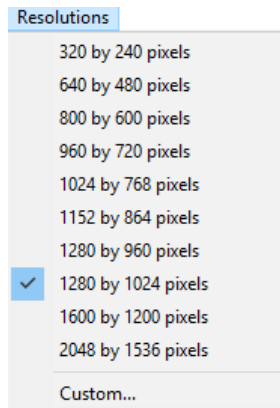 Resolutions
320 by 240 pixels
640 by 480 pixels
800 by 600 pixels
960 by 720 pixels
1024 by 768 pixels
1152 by 864 pixels
1280 by 960 pixels
1280 by 1024 pixels
1600 by 1200 pixels
2048 by 1536 pixels
Custom...